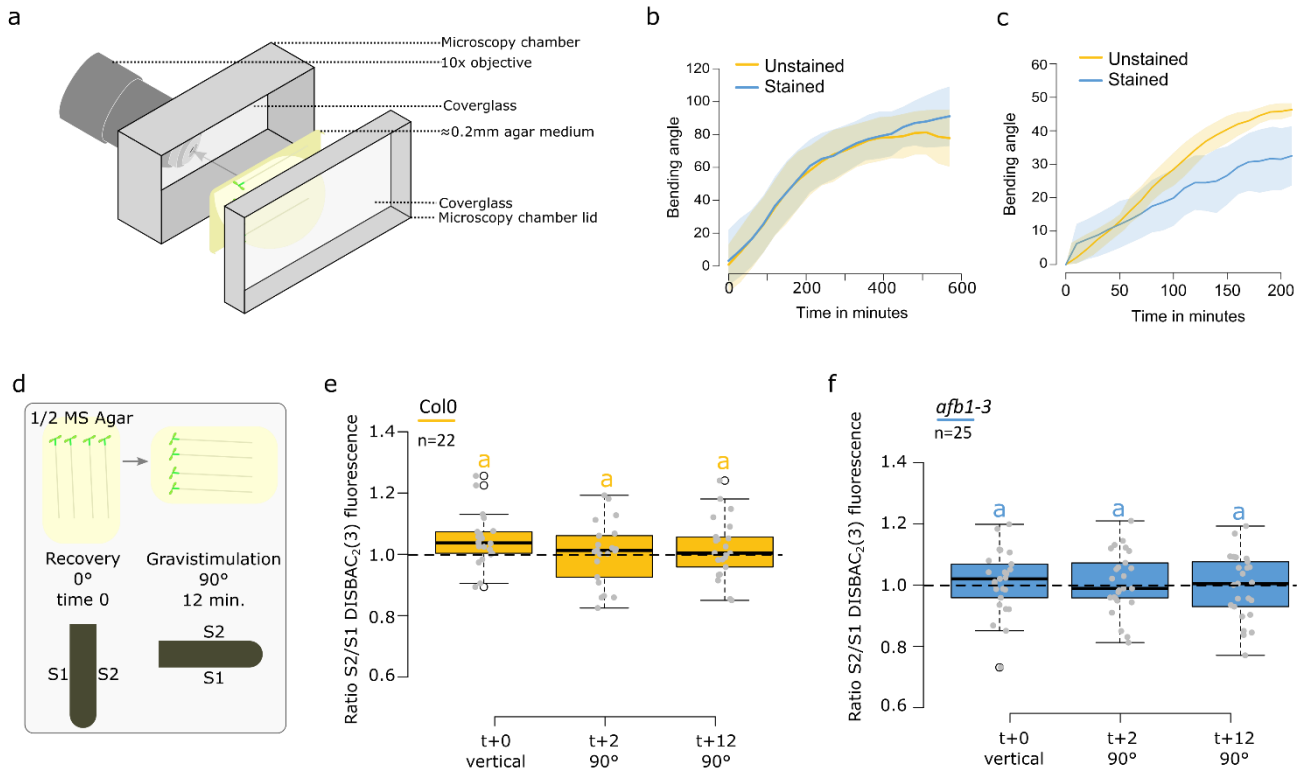 a
Microscopy chamber
10x objective
Coverglass
≈0.2mm agar medium
Coverglass
Microscopy chamber lid
b
Unstained
Stained
Bending angle
120
100
80
60
40
20
0
0 200 400 600
Time in minutes
c
Unstained
Stained
Bending angle
60
50
40
30
20
10
0
0 50 100 150 200
Time in minutes
d
1/2 MS Agar
Recovery
0°
time 0
Gravistimulation
90°
12 min.
S1 S2
S2
S1
e
Col0
n=22
Ratio S2/S1 DISBAC₂(3) fluorescence
1.4
1.2
1.0
0.8
0.6
a a a
t+0 t+2 t+12
vertical 90° 90°
f
afb1-3
n=25
Ratio S2/S1 DISBAC₂(3) fluorescence
1.4
1.2
1.0
0.8
0.6
a a a
t+0 t+2 t+12
vertical 90° 90°